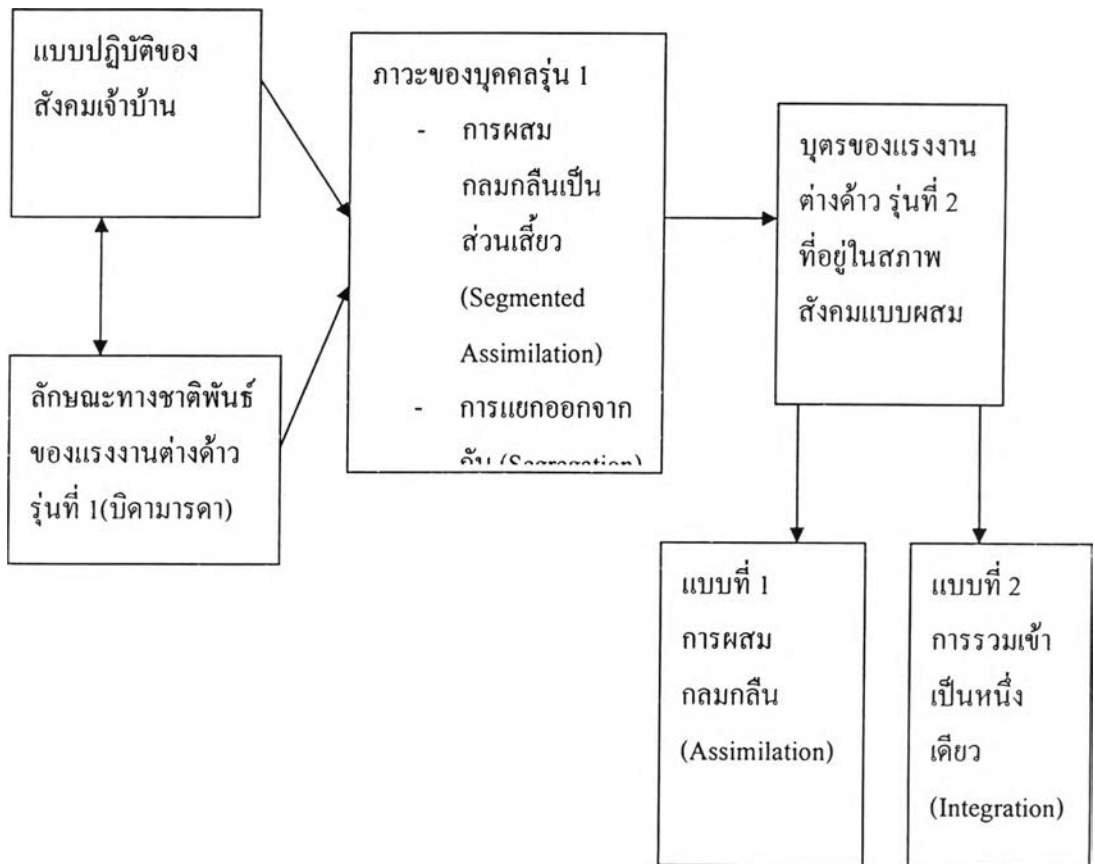 แบบปฏิบัติของ
สังคมเจ้าบ้าน
ภาวะของบุคคลรุ่น 1
- การผสม
กลมกลืนเป็น
ส่วนเสี้ยว
(Segmented
Assimilation)
- การแยกออกจาก
กัน (Segregation)
บุตรของแรงงาน
ต่างด้าว รุ่นที่ 2
ที่อยู่ในสภาพ
สังคมแบบผสม
ลักษณะทางชาติพันธ์
ของแรงงานต่างด้าว
รุ่นที่ 1(บิดามารดา)
แบบที่ 1
การผสม
กลมกลืน
(Assimilation)
แบบที่ 2
การรวมเข้า
เป็นหนึ่ง
เดียว
(Integration)